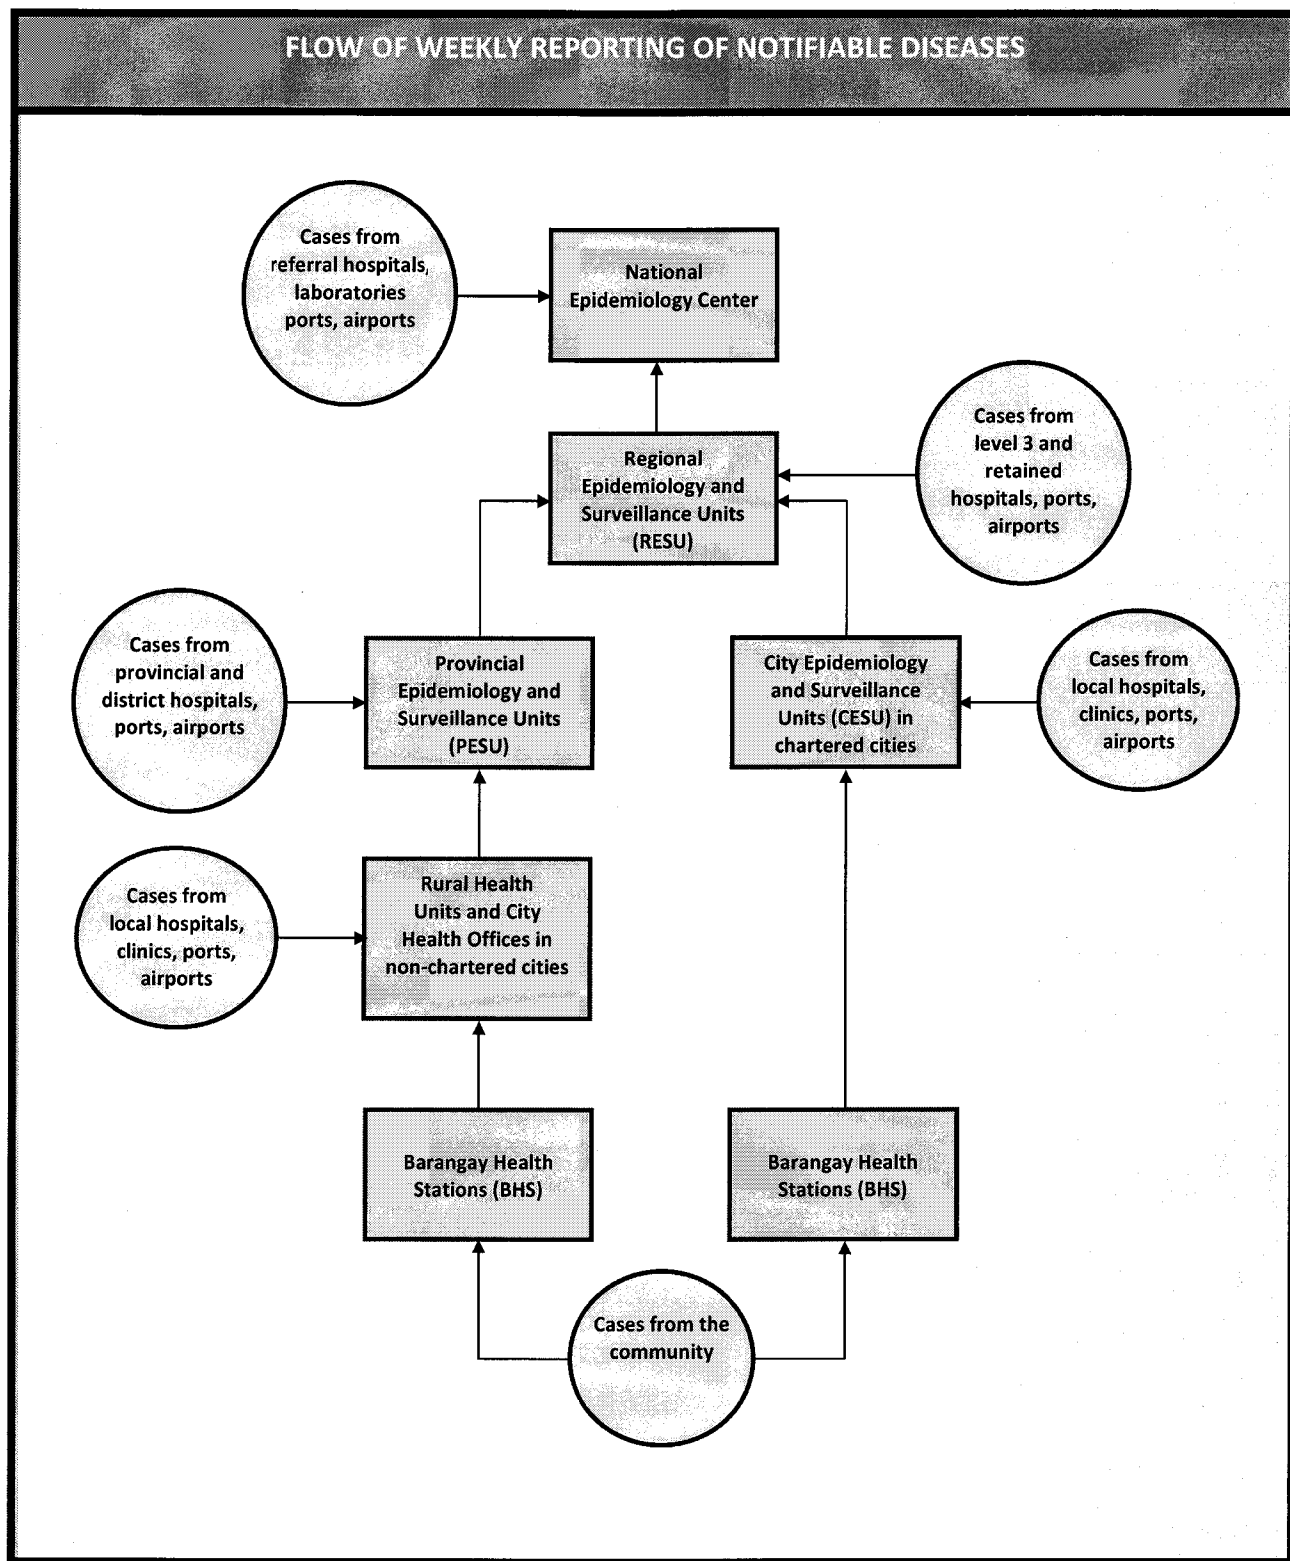 FLOW OF WEEKLY REPORTING OF NOTIFIABLE DISEASES
Cases from
referral hospitals,
laboratories
ports, airports
National
Epidemiology Center
Cases from
level 3 and
retained
hospitals, ports,
airports
Regional
Epidemiology and
Surveillance Units
(RESU)
Cases from
provincial and
district hospitals,
ports, airports
Provincial
Epidemiology and
Surveillance Units
(PESU)
City Epidemiology
and Surveillance
Units (CESU) in
chartered cities
Cases from
local hospitals,
clinics, ports,
airports
Cases from
local hospitals,
clinics, ports,
airports
Rural Health
Units and City
Health Offices in
non-chartered cities
Barangay Health
Stations (BHS)
Barangay Health
Stations (BHS)
Cases from the
community